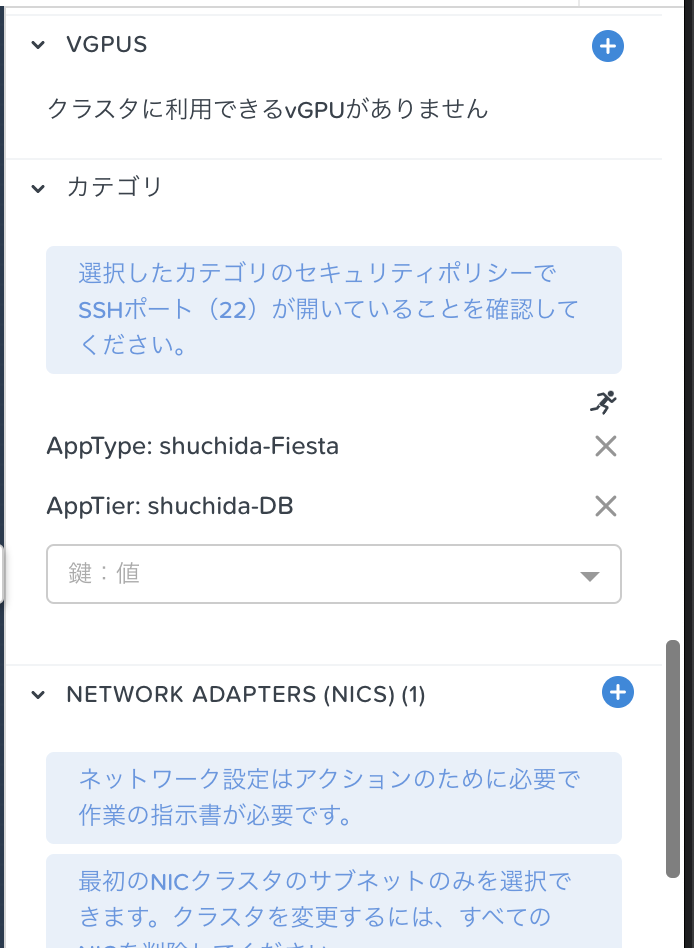 VGPUS
クラスタに利用できるvGPUがありません
カテゴリ
選択したカテゴリのセキュリティポリシーで
SSHポート（22）が開いていることを確認して
ください。
AppType: shuchida-Fiesta
AppTier: shuchida-DB
鍵：値
NETWORK ADAPTERS (NICS) (1)
ネットワーク設定はアクションのために必要で
作業の指示書が必要です。
最初のNICクラスタのサブネットのみを選択で
きます。クラスタを変更するには、すべての